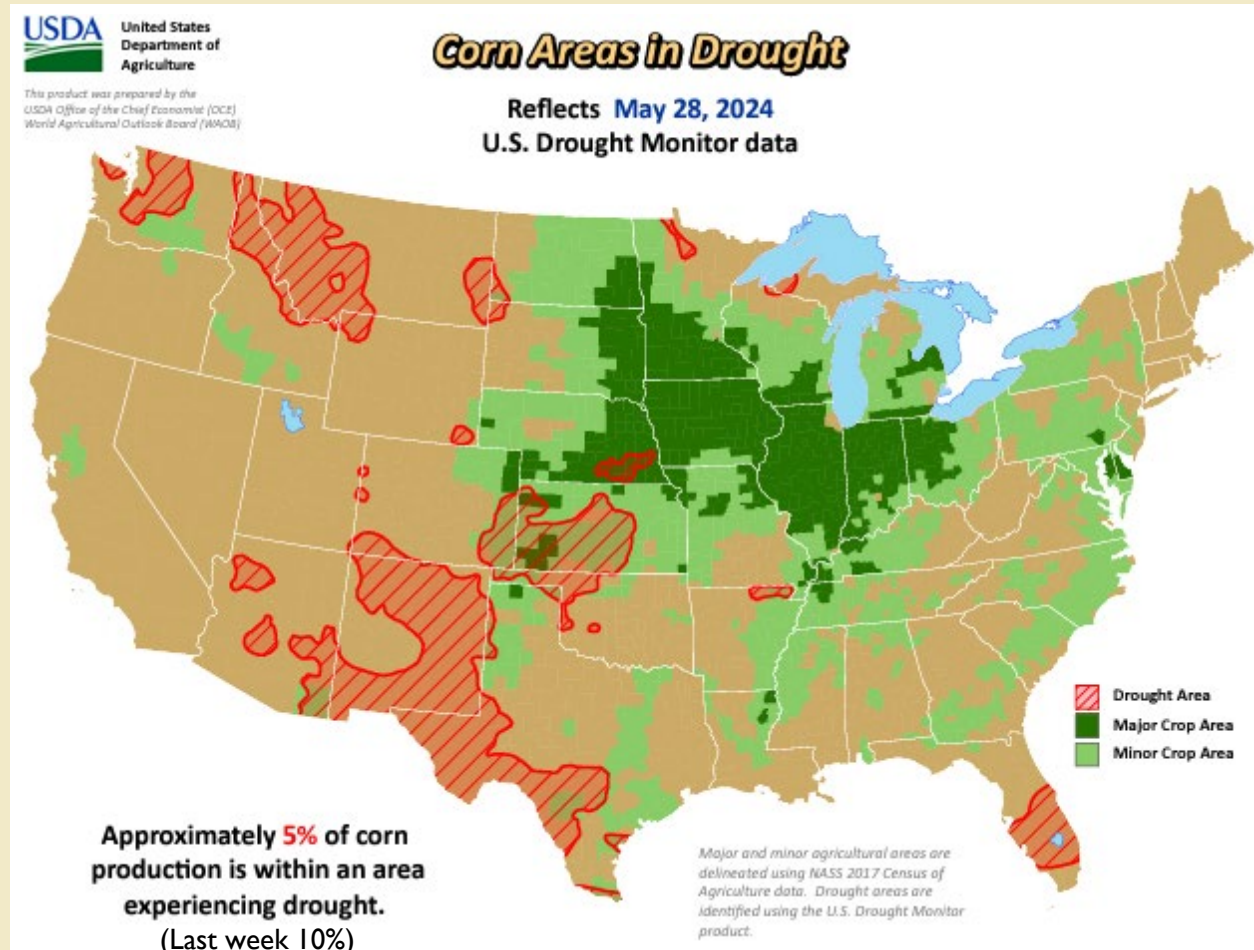 USDA
United States
Department of
Agriculture
This product was prepared by the
USDA Office of the Chief Economist (OCE)
World Agricultural Outlook Board (WAOB)
Corn Areas in Drought
Reflects May 28, 2024
U.S. Drought Monitor data
Drought Area
Major Crop Area
Minor Crop Area
Approximately 5% of corn
production is within an area
experiencing drought.
(Last week 10%)
Major and minor agricultural areas are
delineated using NASS 2017 Census of
Agriculture data. Drought areas are
identified using the U.S. Drought Monitor
product.